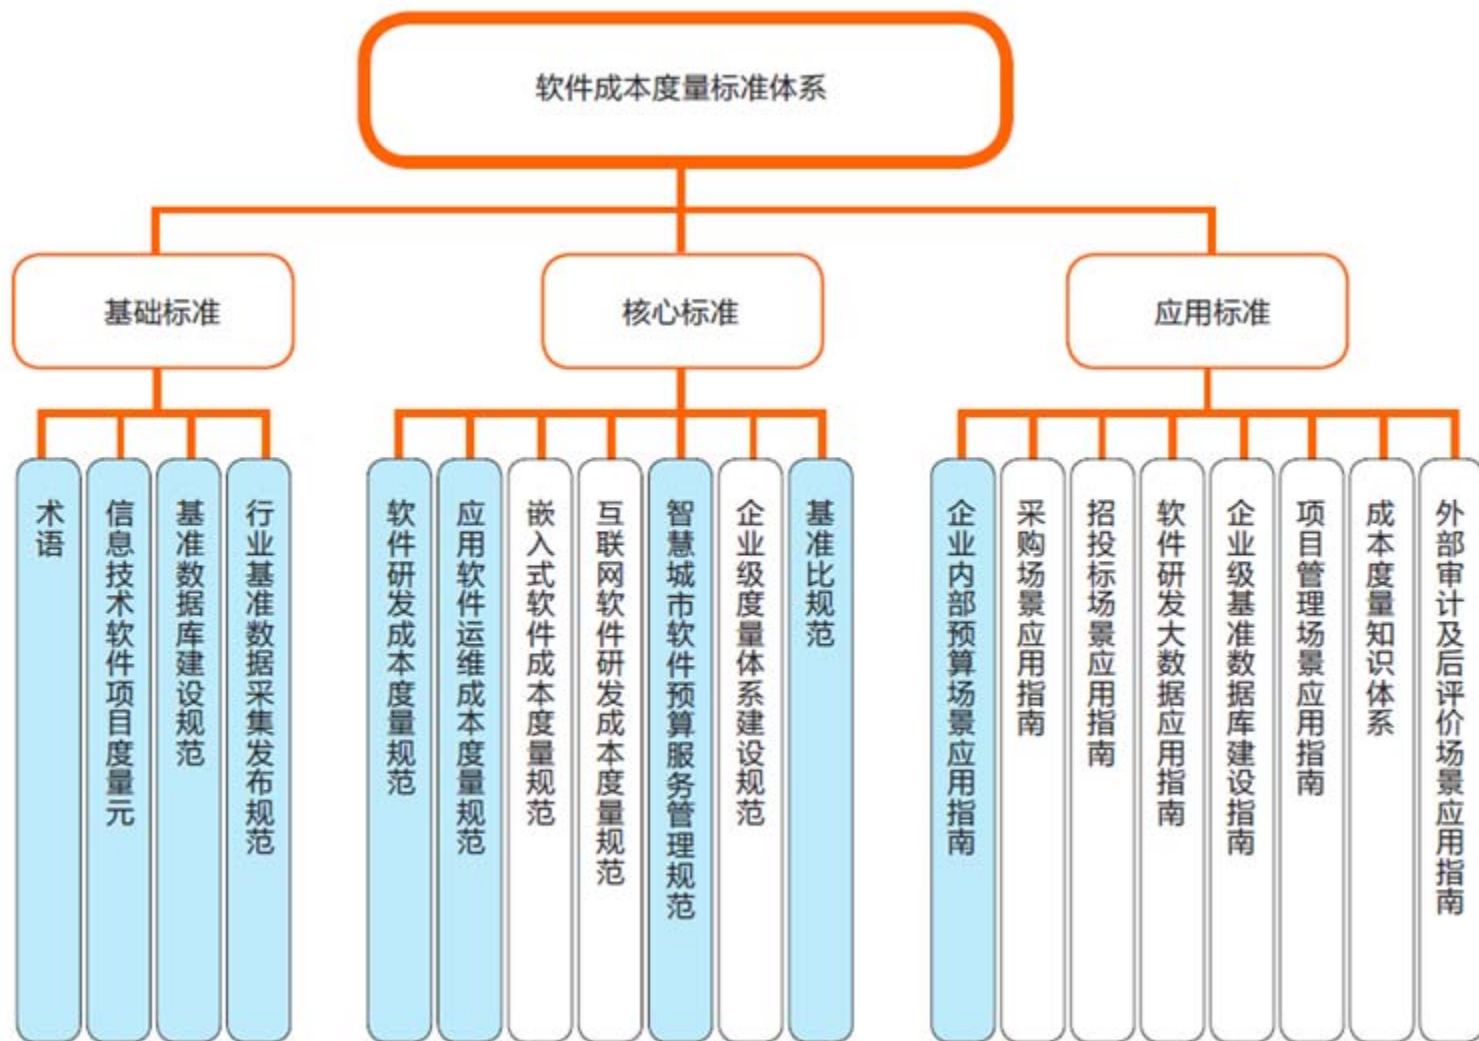 软件成本度量标准体系
基础标准
核心标准
应用标准
术语
信息技术软件项目度量元
基准数据库建设规范
行业基准数据采集发布规范
软件研发成本度量规范
应用软件运维成本度量规范
嵌入式软件成本度量规范
互联网软件研发成本度量规范
智慧城市软件预算服务管理规范
企业级度量体系建设规范
基准比规范
企业内部预算场景应用指南
采购场景应用指南
招投标场景应用指南
软件研发大数据应用指南
企业级基准数据库建设指南
项目管理场景应用指南
成本度量知识体系
外部审计及后评价场景应用指南